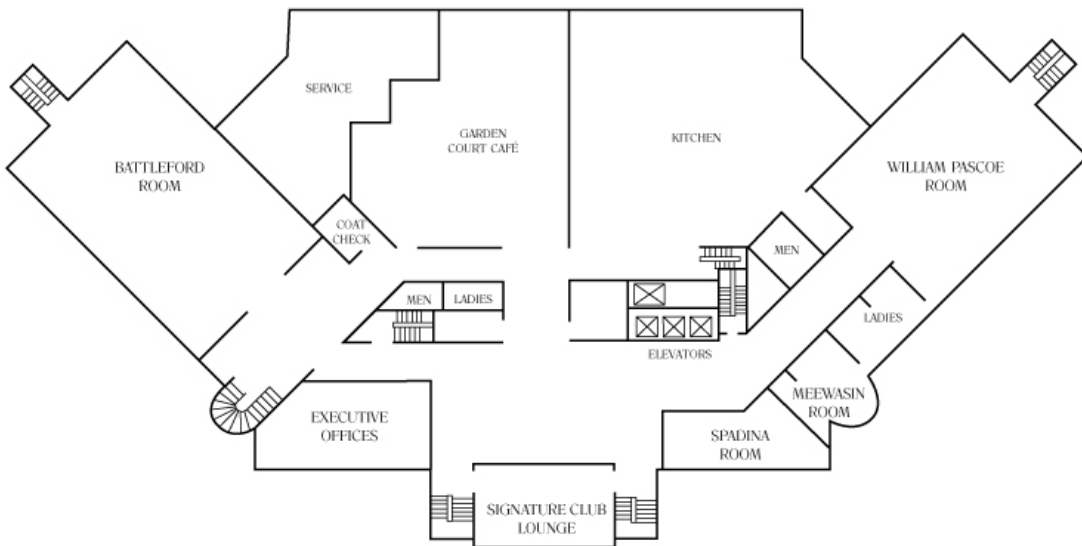 SERVICE
GARDEN
COURT CAFÉ
KITCHEN
BATTLEFORD
ROOM
WILLIAM PASCOE
ROOM
COAT
CHECK
MEN
MEN
LADIES
LADIES
ELEVATORS
MEEWASIN
ROOM
EXECUTIVE
OFFICES
SPADINA
ROOM
SIGNATURE CLUB
LOUNGE